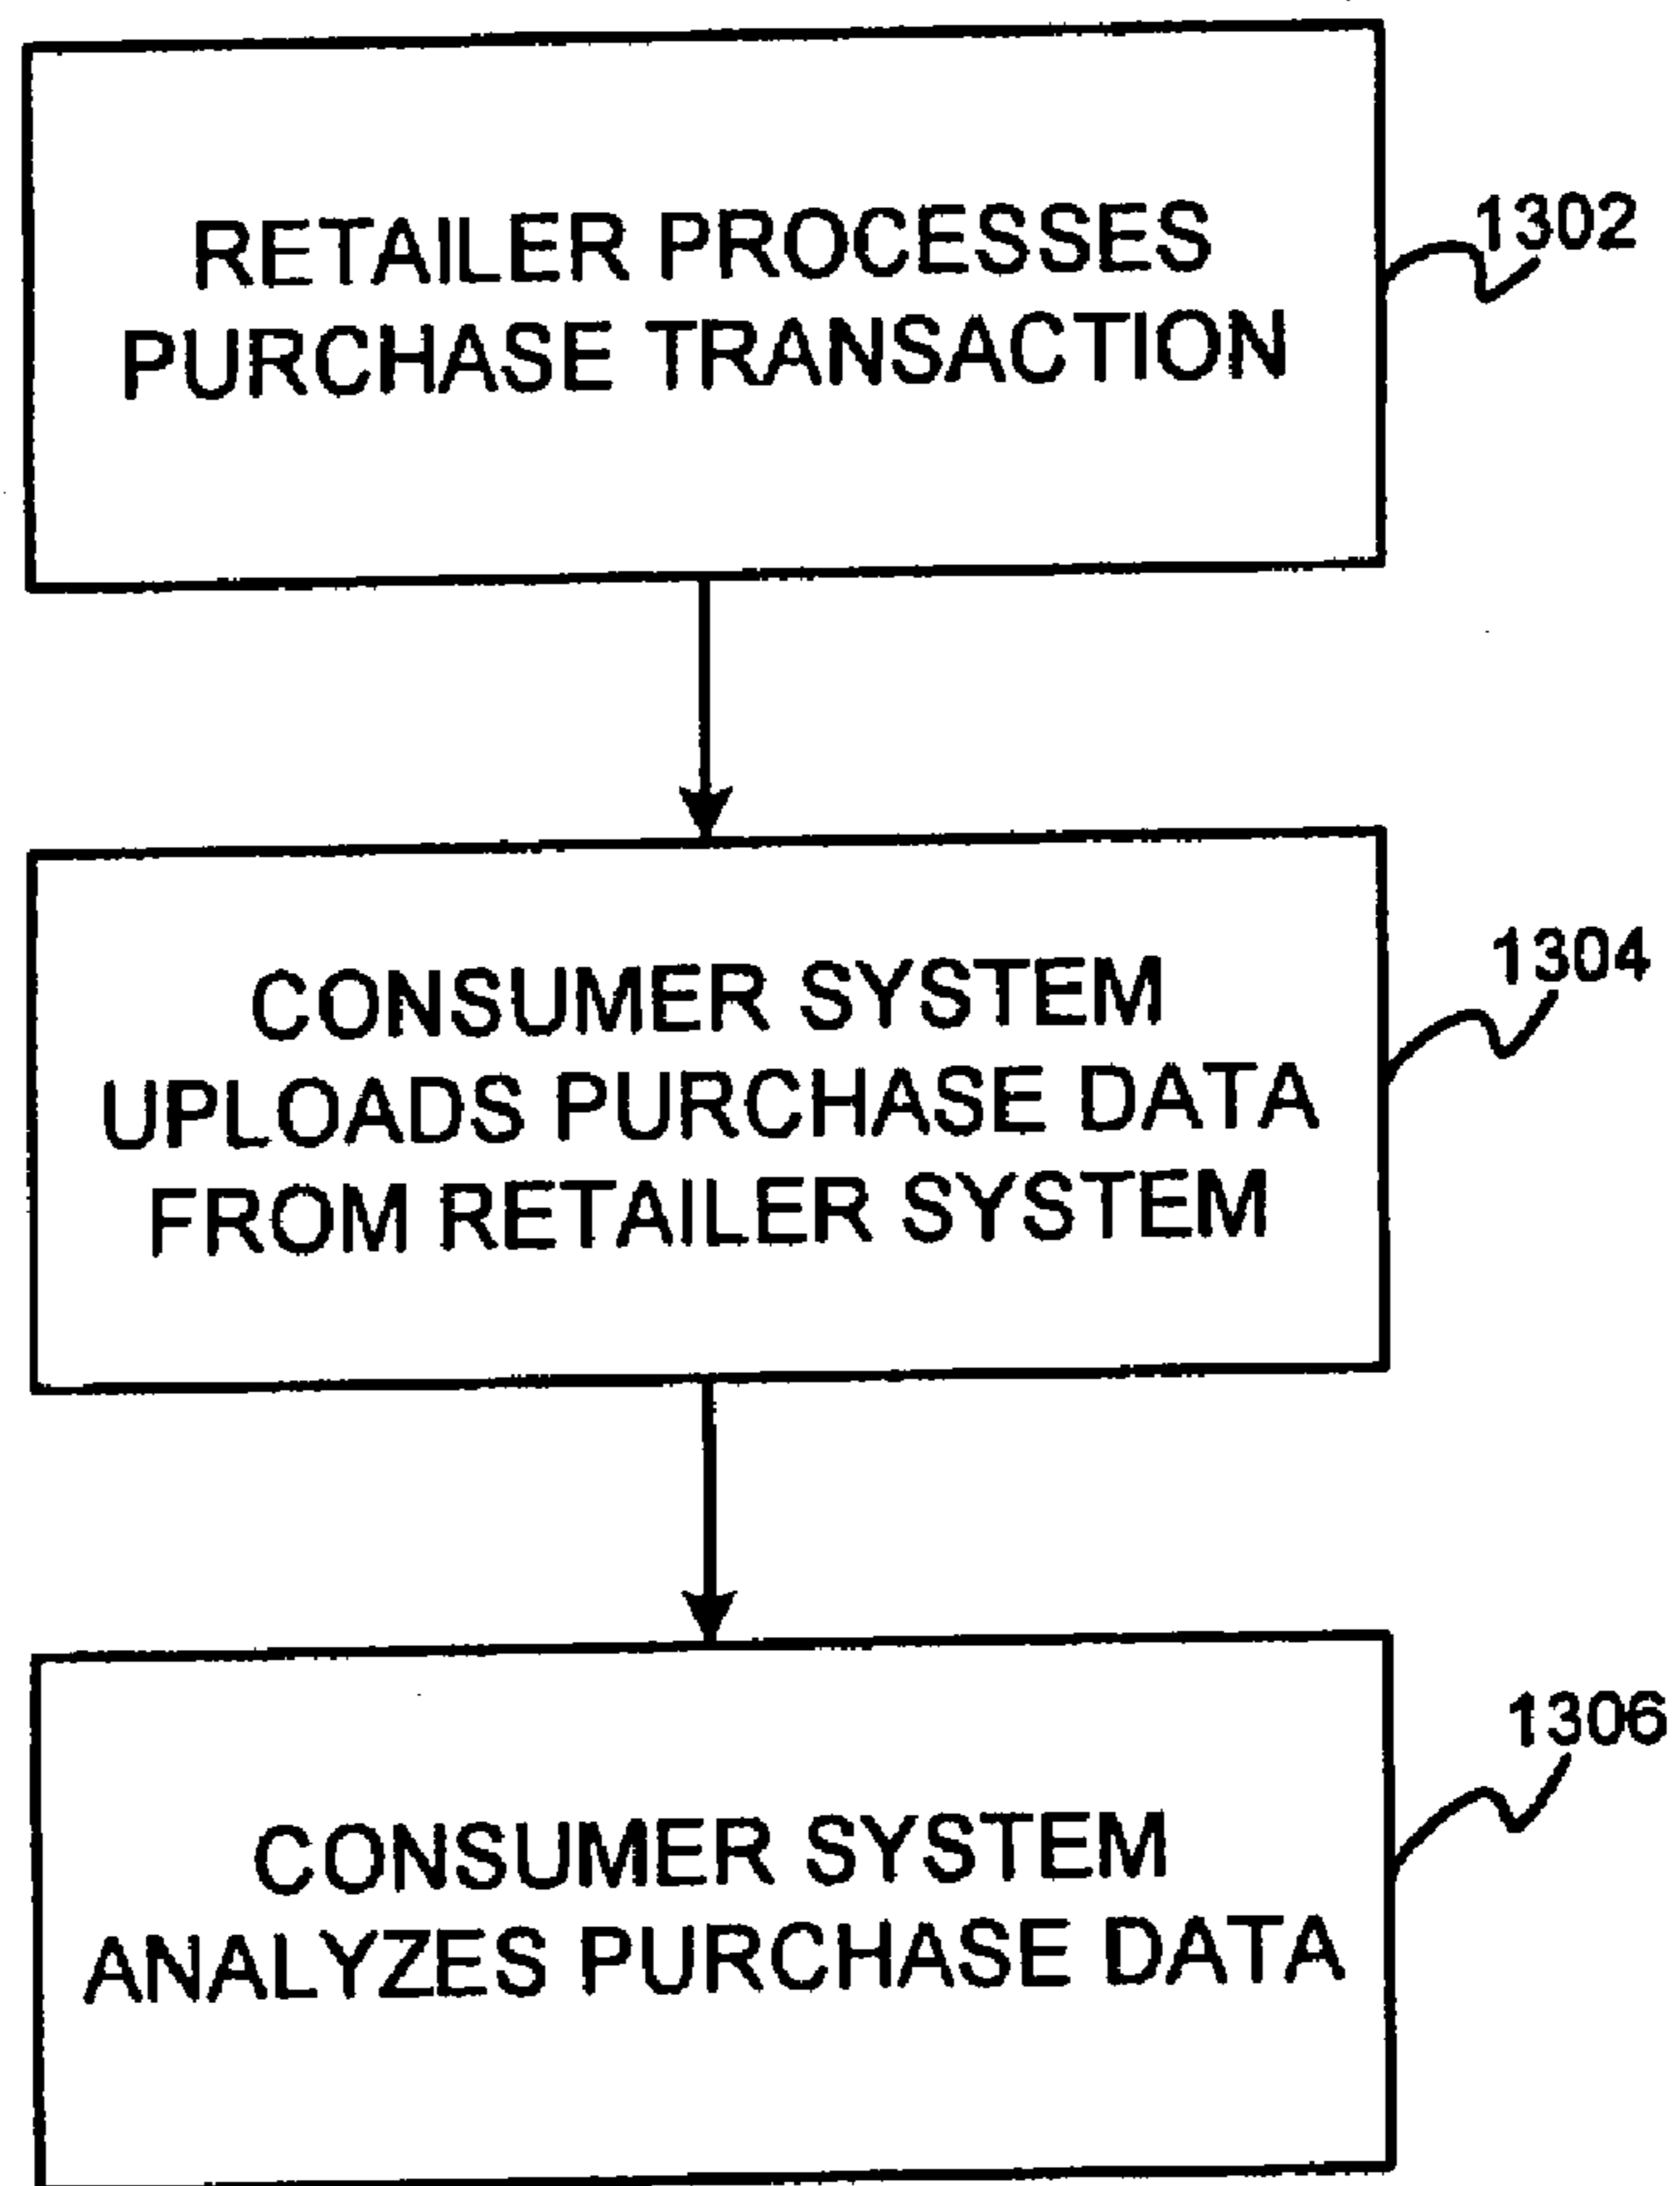 RETAILER PROCESSES
PURCHASE TRANSACTION
1302
CONSUMER SYSTEM
UPLOADS PURCHASE DATA
FROM RETAILER SYSTEM
1304
CONSUMER SYSTEM
ANALYZES PURCHASE DATA
1306